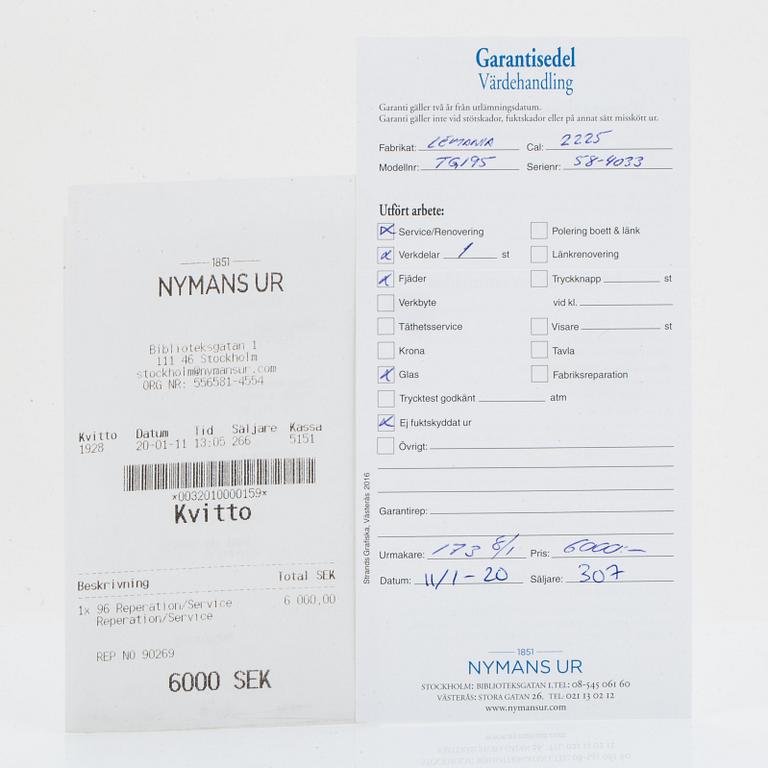 1851
NYMANS UR
Biblioteksgatan 1
111 46 Stockholm
stockholm@nymansur.com
ORG NR: 556581-4554
Kvitto Datum Tid Säljare Kassa
1928 20-01-11 13:05 266 5151
*0032010000159*
Kvitto
Beskrivning Total SEK
1x 96 Reperation/Service 6 000,00
Reperation/Service
REP NO 90269
6000 SEK
Garantisedel
Värdehandling
Garanti gäller två år från utlämningsdatum.
Garanti gäller inte vid stötskador, fuktskador eller på annat sätt misskött ur.
Fabrikat: LEMANIA Cal: 2225
Modellnr: TG195 Serienr: 58-4033
Utfört arbete:
Service/Renovering Polering boett & länk
Verkdelar 1 st Länkrenovering
Fjäder Tryckknapp st
Verkbyte vid kl.
Täthetsservice Visare st
Krona Tavla
Glas Fabriksreparation
Trycktest godkänt atm
Ej fuktskyddat ur
Övrigt:
Garantirep:
Urmakare: 173 8/1 Pris: 6000:-
Datum: 11/1-20 Säljare: 307
Strands Grafiska, Västerås 2016
1851
NYMANS UR
STOCKHOLM: BIBLIOTEKSGATAN 1. TEL: 08-545 061 60
VÄSTERÅS: STORA GATAN 26, TEL 021 13 02 12
www.nymansur.com